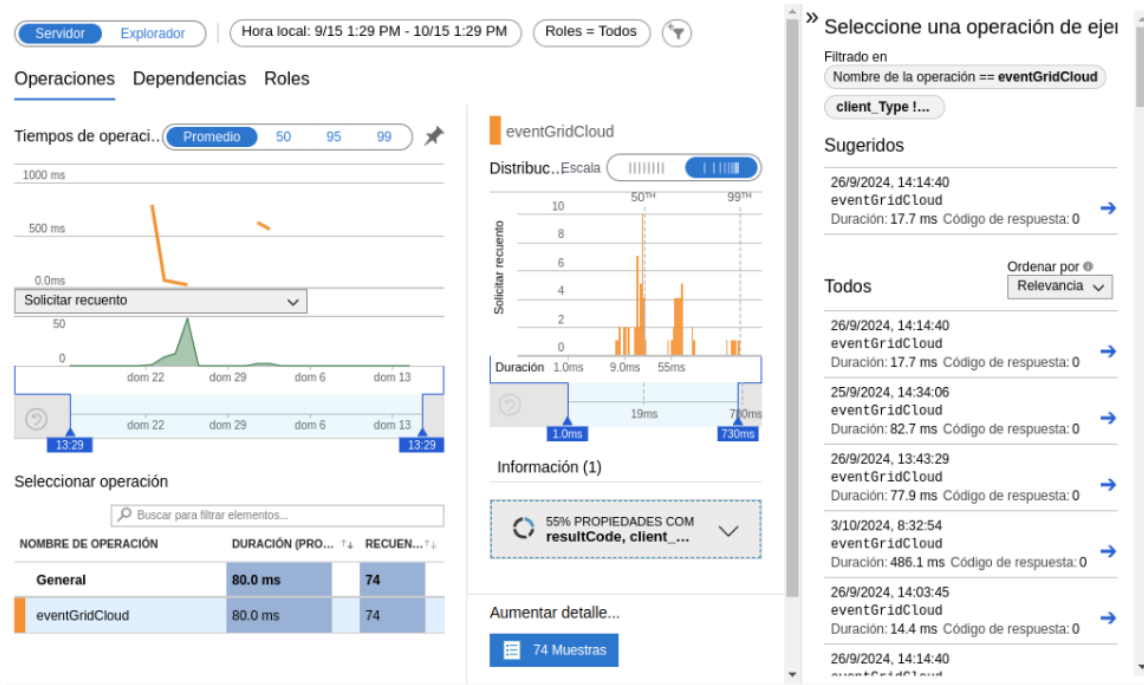 Servidor
Explorador
Hora local: 9/15 1:29 PM - 10/15 1:29 PM
Roles = Todos
Operaciones
Dependencias
Roles
Tiempos de operaci...
Promedio
50
95
99
1000 ms
500 ms
0.0ms
Solicitar recuento
50
0
dom 22
dom 29
dom 6
dom 13
dom 22
dom 29
dom 6
dom 13
13:29
13:29
Seleccionar operación
Buscar para filtrar elementos...
NOMBRE DE OPERACIÓN
DURACIÓN (PRO...
RECUEN...
General
80.0 ms
74
eventGridCloud
80.0 ms
74
eventGridCloud
Distribuc...
Escala
50TH
99TH
Solicitar recuento
10
8
6
4
2
0
Duración
1.0ms
9.0ms
55ms
19ms
780ms
1.0ms
730ms
Información (1)
55% PROPIEDADES COM
resultCode, client_...
Aumentar detalle...
74 Muestras
»
Seleccione una operación de ejer
Filtrado en
Nombre de la operación == eventGridCloud
client_Type !...
Sugeridos
26/9/2024, 14:14:40
eventGridCloud
Duración: 17.7 ms Código de respuesta: 0
Ordenar por
Todos
Relevancia
26/9/2024, 14:14:40
eventGridCloud
Duración: 17.7 ms Código de respuesta: 0
25/9/2024, 14:34:06
eventGridCloud
Duración: 82.7 ms Código de respuesta: 0
26/9/2024, 13:43:29
eventGridCloud
Duración: 77.9 ms Código de respuesta: 0
3/10/2024, 8:32:54
eventGridCloud
Duración: 486.1 ms Código de respuesta: 0
26/9/2024, 14:03:45
eventGridCloud
Duración: 14.4 ms Código de respuesta: 0
26/9/2024, 14:14:40
eventGridCloud